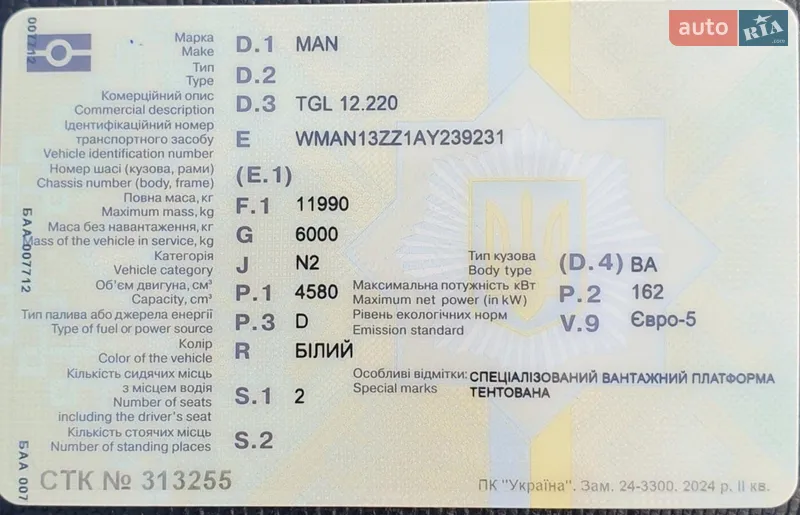 auto RIA .com
007712
Марка
Make D.1 MAN
Тип
Type D.2
Комерційний опис
Commercial description D.3 TGL 12.220
Ідентифікаційний номер
транспортного засобу
Vehicle identification number E WMAN13ZZ1AY239231
Номер шасі (кузова, рами)
Chassis number (body, frame) (E.1)
Повна маса, кг
Maximum mass, kg F.1 11990
Маса без навантаження, кг
Mass of the vehicle in service, kg G 6000
Категорія
Vehicle category J N2
Тип кузова
Body type (D.4) ВА
Об'єм двигуна, см³
Capacity, cm³ P.1 4580
Максимальна потужність кВт
Maximum net power (in kW) P.2 162
Тип палива або джерела енергії
Type of fuel or power source P.3 D
Рівень екологічних норм
Emission standard V.9 Євро-5
Колір
Color of the vehicle R БІЛИЙ
Кількість сидячих місць
з місцем водія
Number of seats
including the driver's seat S.1 2
Особливі відмітки: СПЕЦІАЛІЗОВАНИЙ ВАНТАЖНИЙ ПЛАТФОРМА
Special marks ТЕНТОВАНА
Кількість стоячих місць
Number of standing places S.2
БАА 007712
БАА 007
СТК № 313255
ПК "Україна". Зам. 24-3300. 2024 р. II кв.